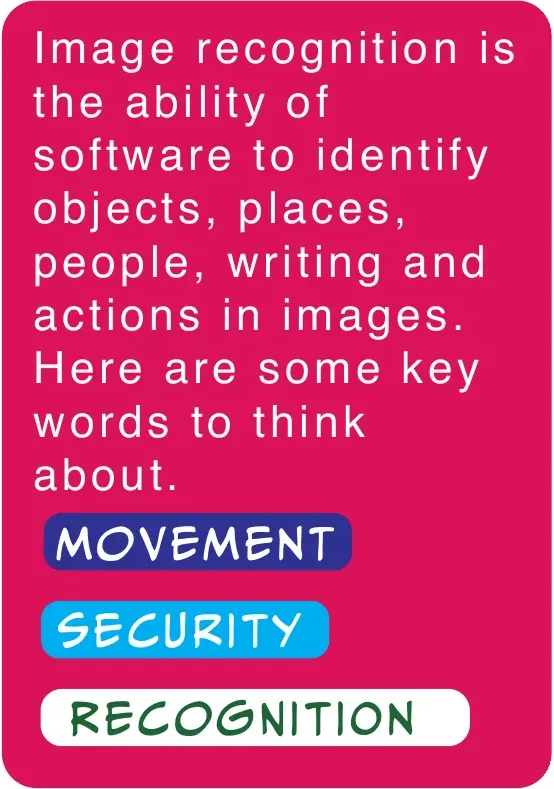 Image recognition is
the ability of
software to identify
objects, places,
people, writing and
actions in images.
Here are some key
words to think
about.
MOVEMENT
SECURITY
RECOGNITION